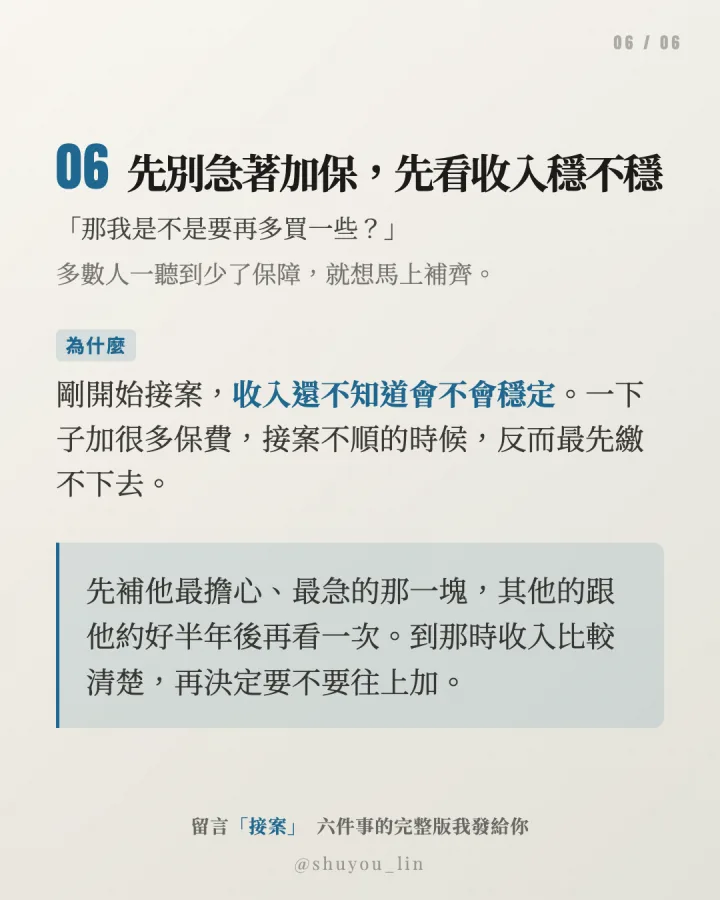 06 / 06
06 先別急著加保，先看收入穩不穩
「那我是不是要再多買一些？」
多數人一聽到少了保障，就想馬上補齊。
為什麼
剛開始接案，收入還不知道會不會穩定。一下
子加很多保費，接案不順的時候，反而最先繳
不下去。
先補他最擔心、最急的那一塊，其他的跟
他約好半年後再看一次。到那時收入比較
清楚，再決定要不要往上加。
留言「接案」 六件事的完整版我發給你
@shuyou_lin